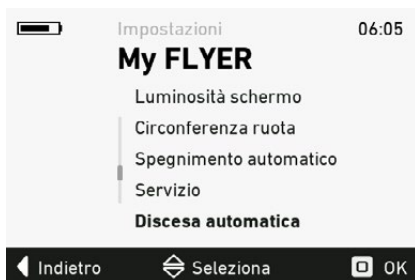 Impostazioni 06:05
My FLYER
Luminosità schermo
Circonferenza ruota
Spegnimento automatico
Servizio
Discesa automatica
Indietro Seleziona OK